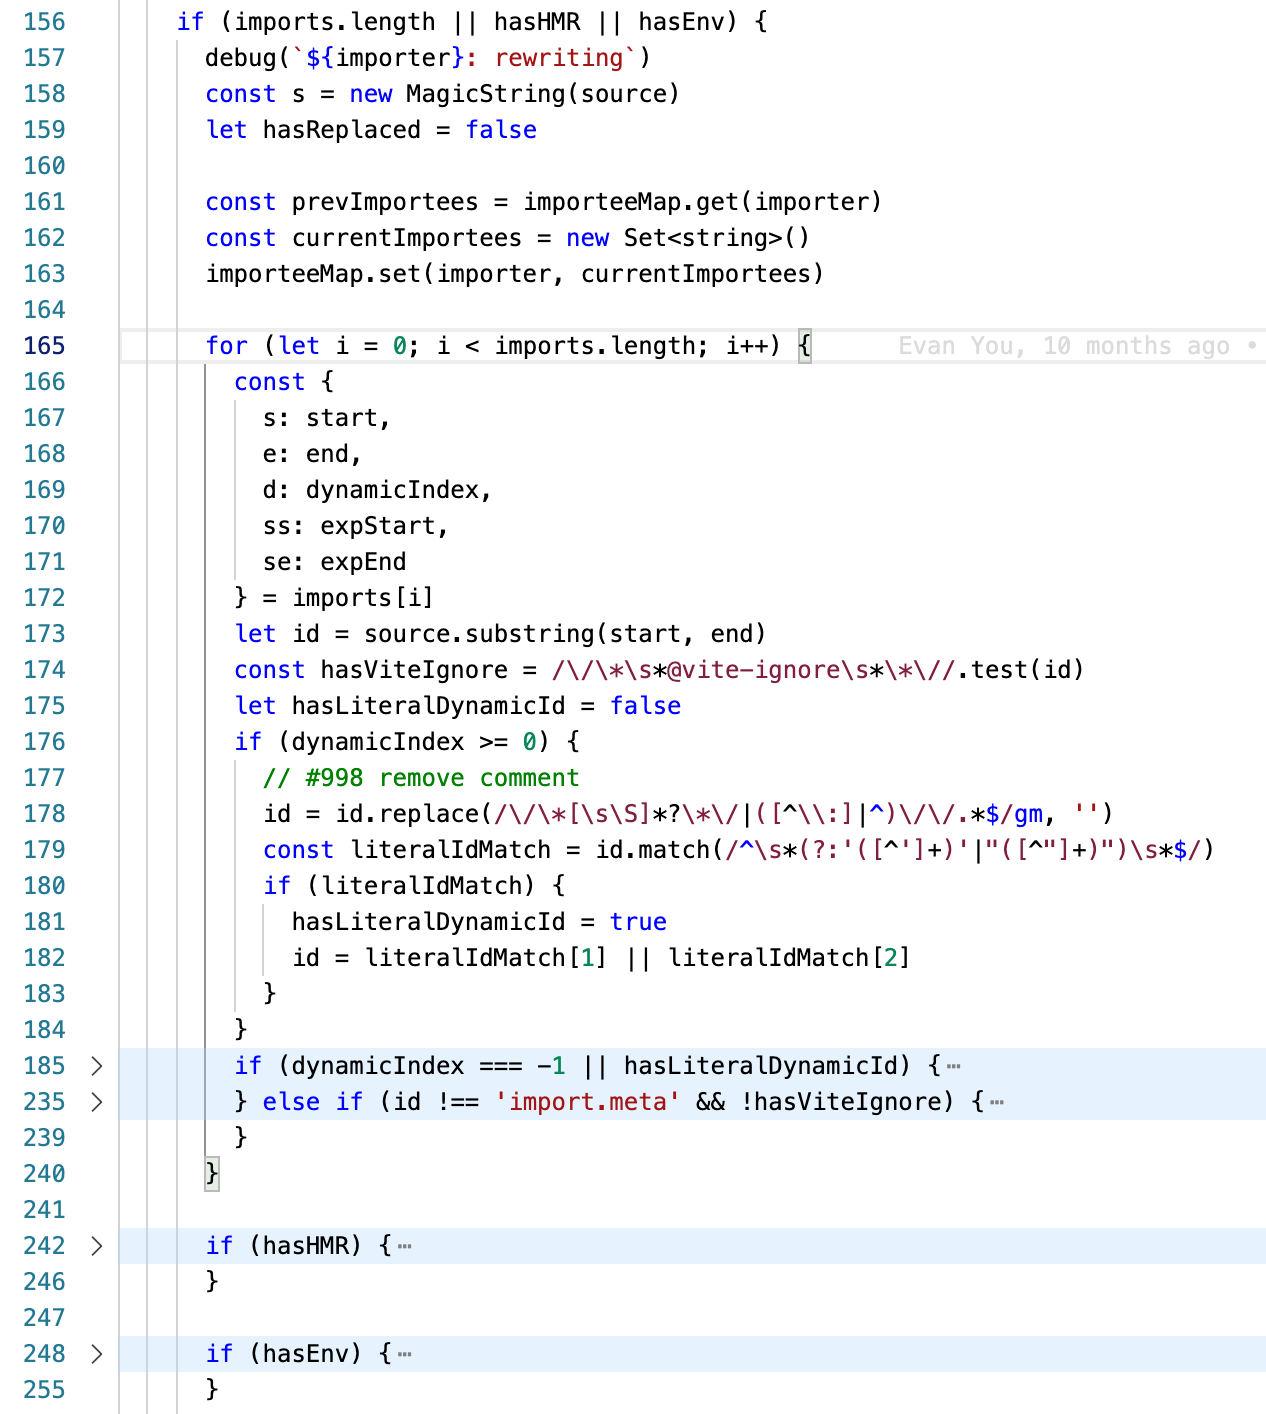 156 if (imports.length || hasHMR || hasEnv) {
157 debug(`${importer}: rewriting`)
158 const s = new MagicString(source)
159 let hasReplaced = false
160
161 const prevImportees = importeeMap.get(importer)
162 const currentImportees = new Set<string>()
163 importeeMap.set(importer, currentImportees)
164
165 for (let i = 0; i < imports.length; i++) { Evan You, 10 months ago •
166 const {
167 s: start,
168 e: end,
169 d: dynamicIndex,
170 ss: expStart,
171 se: expEnd
172 } = imports[i]
173 let id = source.substring(start, end)
174 const hasViteIgnore = /\/\*\s*@vite-ignore\s*\*\//.test(id)
175 let hasLiteralDynamicId = false
176 if (dynamicIndex >= 0) {
177 // #998 remove comment
178 id = id.replace(/\/\*[\s\S]*?\*\/|([^\\:]|^)\/\/.*$/gm, '')
179 const literalIdMatch = id.match(/^\s*(?:'([^']+)'|"([^"]+)")\s*$/)
180 if (literalIdMatch) {
181 hasLiteralDynamicId = true
182 id = literalIdMatch[1] || literalIdMatch[2]
183 }
184 }
185 > if (dynamicIndex === -1 || hasLiteralDynamicId) {…
235 > } else if (id !== 'import.meta' && !hasViteIgnore) {…
239 }
240 }
241
242 > if (hasHMR) {…
246 }
247
248 > if (hasEnv) {…
255 }